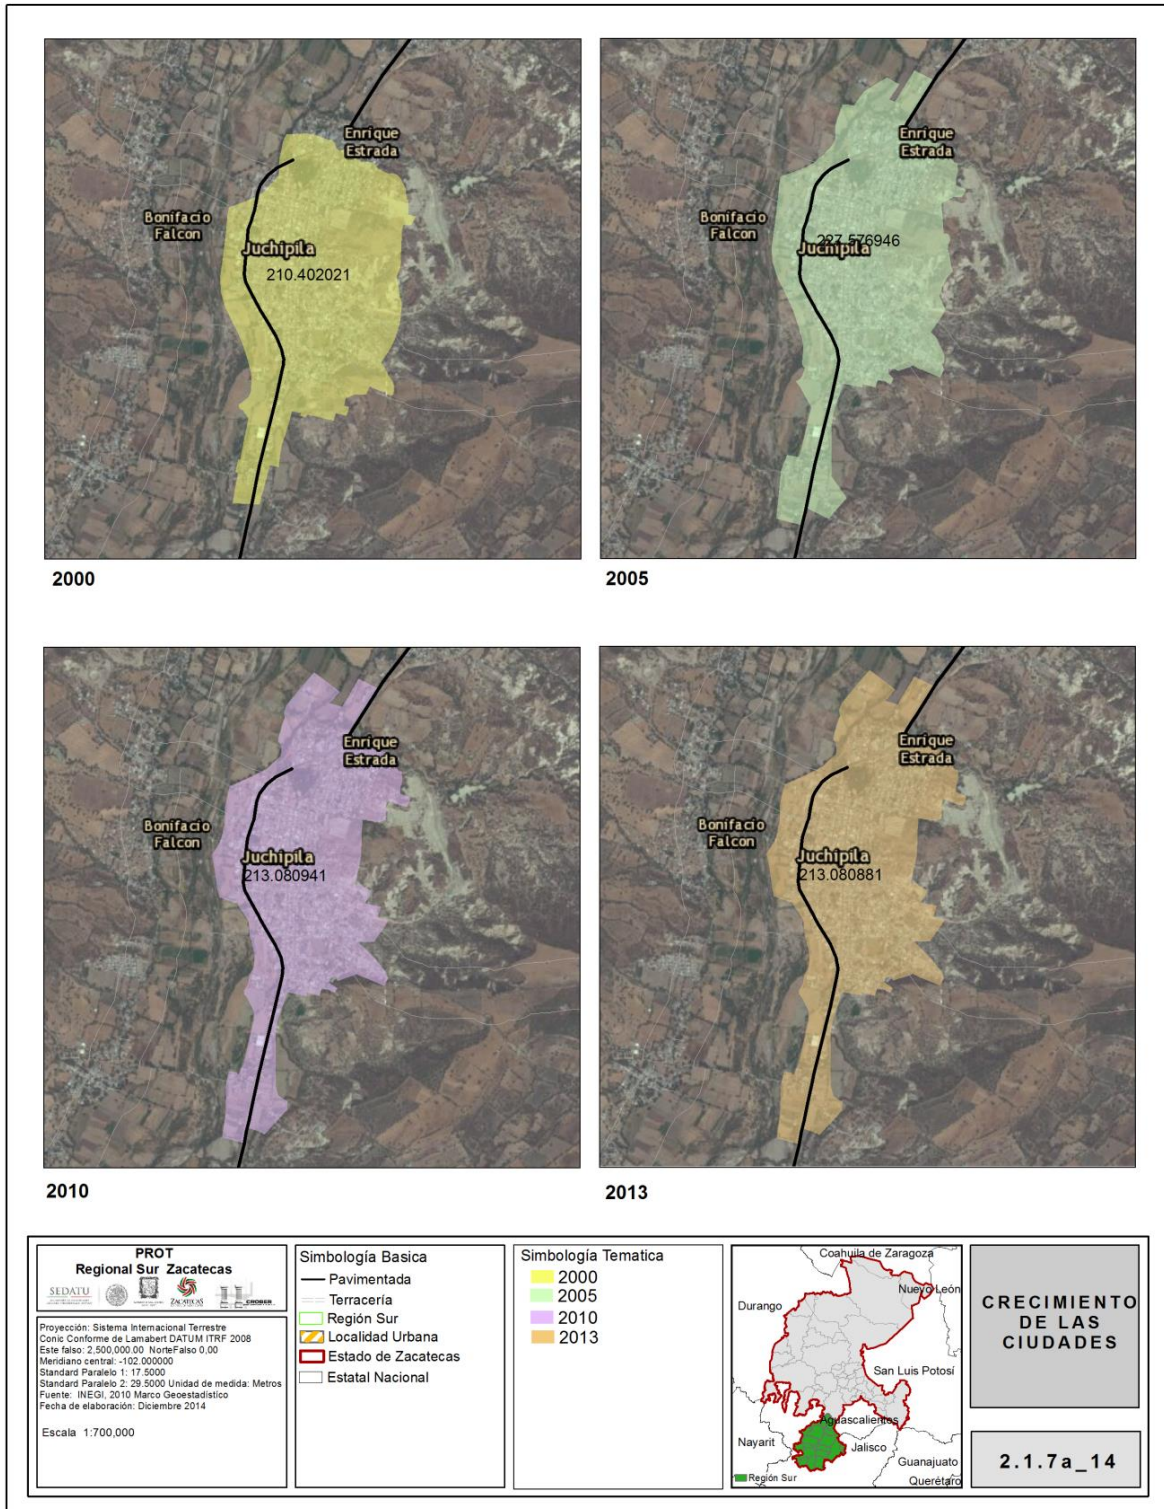 Enrique
Estrada
Bonifacio
Falcon
Juchipila
210.402021
2000
Enrique
Estrada
Bonifacio
Falcon
227.576946
Juchipila
2005
Enrique
Estrada
Bonifacio
Falcon
Juchipila
213.080941
2010
Enrique
Estrada
Bonifacio
Falcon
Juchipila
213.080881
2013
PROT
Regional Sur Zacatecas
SEDATU
ZACATECAS
Proyección: Sistema Internacional Terrestre
Conic Conforme de Lamabert DATUM ITRF 2008
Este falso: 2,500,000.00 NorteFalso 0,00
Meridiano central: -102.000000
Standard Paralelo 1: 17.5000
Standard Paralelo 2: 29.5000 Unidad de medida: Metros
Fuente: INEGI, 2010 Marco Geoestadistico
Fecha de elaboración: Diciembre 2014
Escala 1:700,000
Simbología Basica
Pavimentada
Terracería
Región Sur
Localidad Urbana
Estado de Zacatecas
Estatal Nacional
Simbología Tematica
2000
2005
2010
2013
Coahuila de Zaragoza
Nuevo León
Durango
San Luis Potosí
Aguascalientes
Nayarit
Jalisco
Guanajuato
Región Sur
Querétaro
CRECIMIENTO
DE LAS
CIUDADES
2.1.7a_14